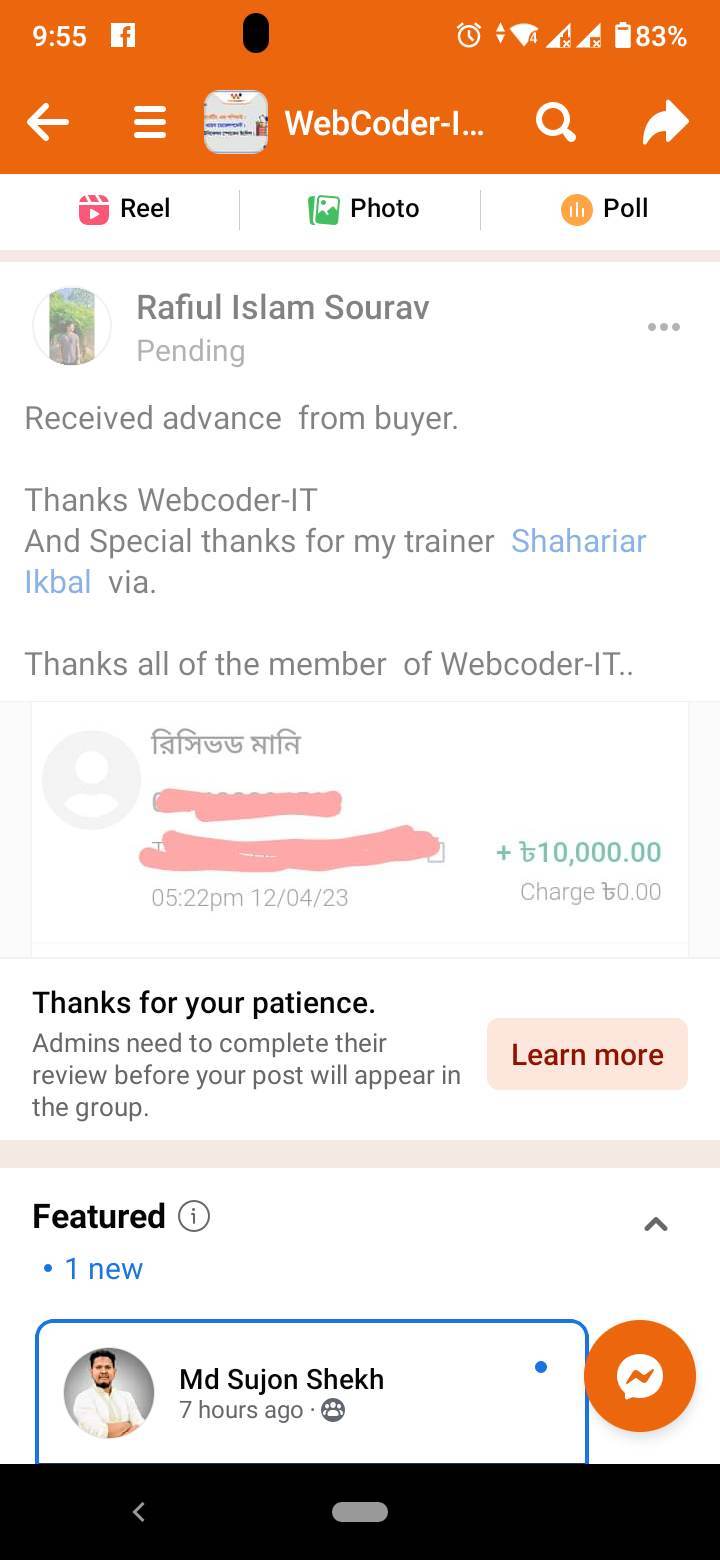 9:55
4
83%
WebCoder-I...
Reel
Photo
Poll
Rafiul Islam Sourav
Pending
Received advance from buyer.
Thanks Webcoder-IT
And Special thanks for my trainer Shahariar
Ikbal via.
Thanks all of the member of Webcoder-IT..
রিসিভড মানি
+ ৳10,000.00
05:22pm 12/04/23
Charge ৳0.00
Thanks for your patience.
Admins need to complete their
review before your post will appear in
the group.
Learn more
Featured
• 1 new
Md Sujon Shekh
7 hours ago ·